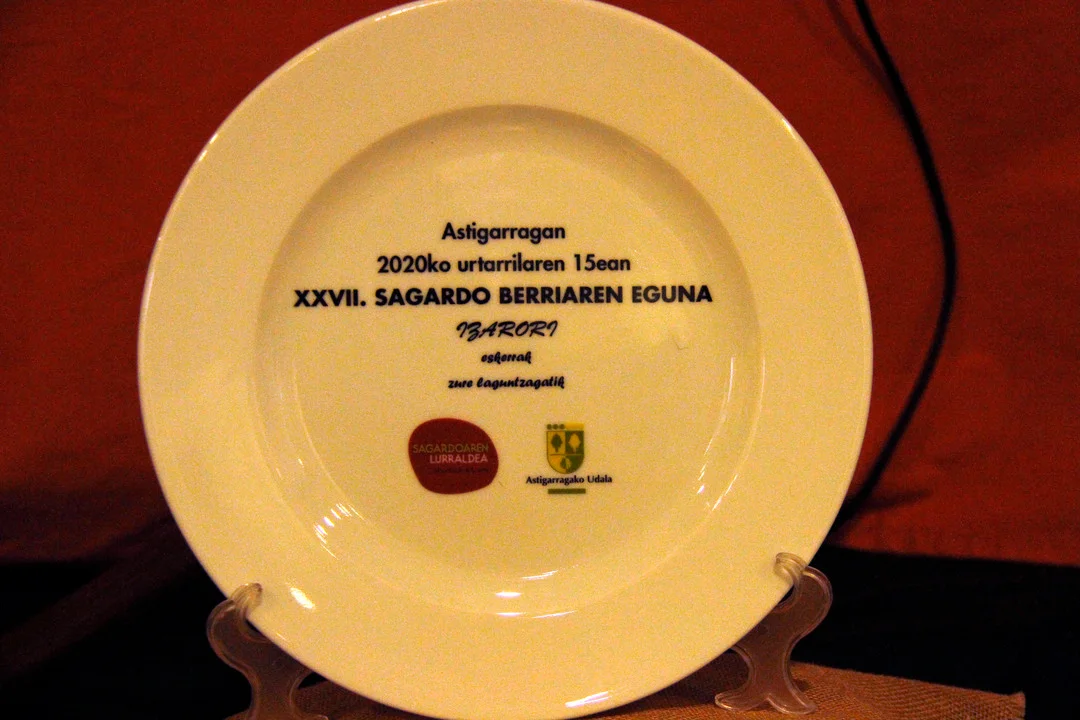 Astigarragan
2020ko urtarrilaren 15ean
XXVII. SAGARDO BERRIAREN EGUNA
IZARORI
eskerrak
zure laguntzagatik
SAGARDOAREN
LURRALDEA
Astigarragako Udala